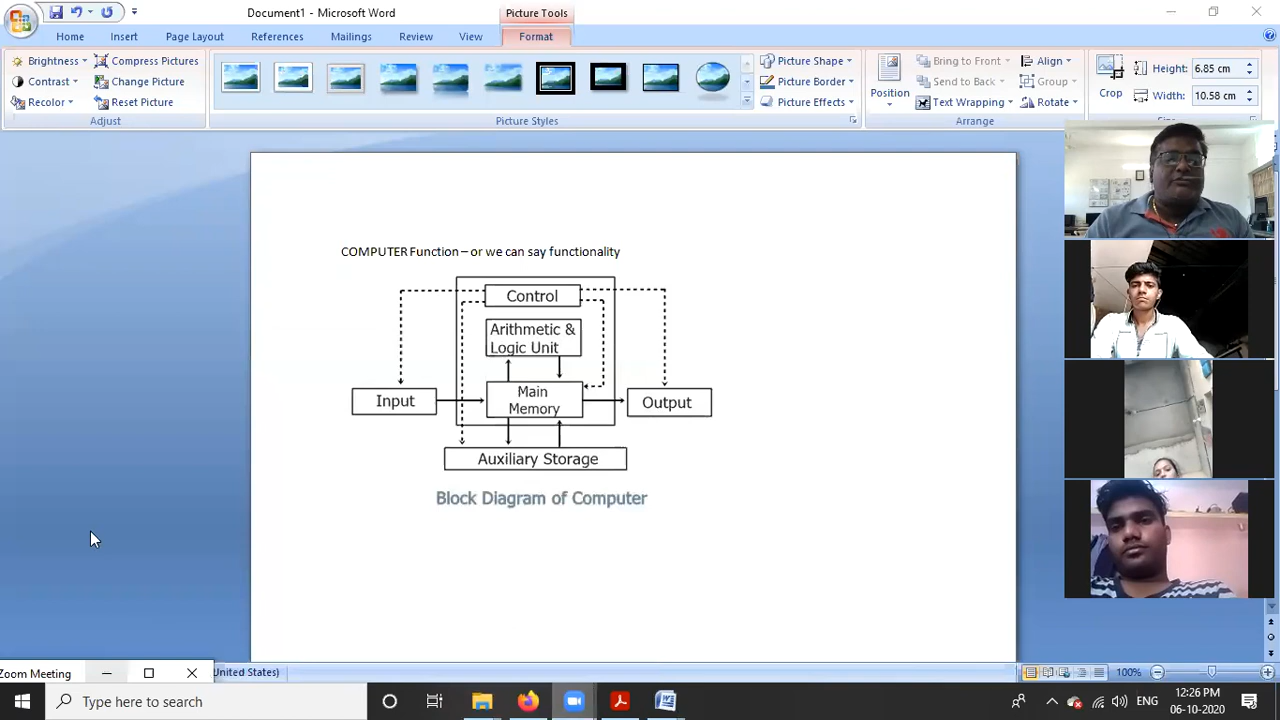 Document1 - Microsoft Word
Picture Tools
Home Insert Page Layout References Mailings Review View Format
Brightness Compress Pictures
Contrast Change Picture
Recolor Reset Picture
Adjust
Picture Styles
Picture Shape
Picture Border
Picture Effects
Position
Bring to Front
Send to Back
Text Wrapping
Align
Group
Rotate
Arrange
Crop
Height: 6.85 cm
Width: 10.58 cm
COMPUTER Function – or we can say functionality
Control
Arithmetic &
Logic Unit
Input
Main
Memory
Output
Auxiliary Storage
Block Diagram of Computer
Zoom Meeting
United States)
100%
Type here to search
ENG
12:26 PM
06-10-2020